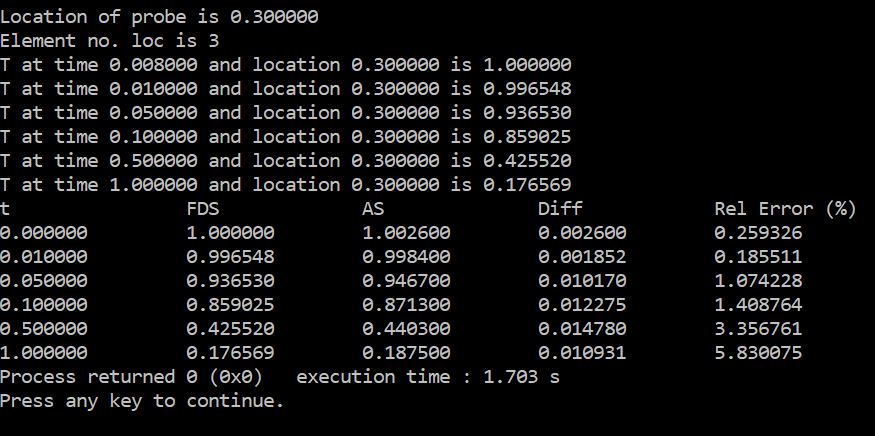 Location of probe is 0.300000
Element no. loc is 3
T at time 0.008000 and location 0.300000 is 1.000000
T at time 0.010000 and location 0.300000 is 0.996548
T at time 0.050000 and location 0.300000 is 0.936530
T at time 0.100000 and location 0.300000 is 0.859025
T at time 0.500000 and location 0.300000 is 0.425520
T at time 1.000000 and location 0.300000 is 0.176569
t FDS AS Diff Rel Error (%)
0.000000 1.000000 1.002600 0.002600 0.259326
0.010000 0.996548 0.998400 0.001852 0.185511
0.050000 0.936530 0.946700 0.010170 1.074228
0.100000 0.859025 0.871300 0.012275 1.408764
0.500000 0.425520 0.440300 0.014780 3.356761
1.000000 0.176569 0.187500 0.010931 5.830075
Process returned 0 (0x0) execution time : 1.703 s
Press any key to continue.